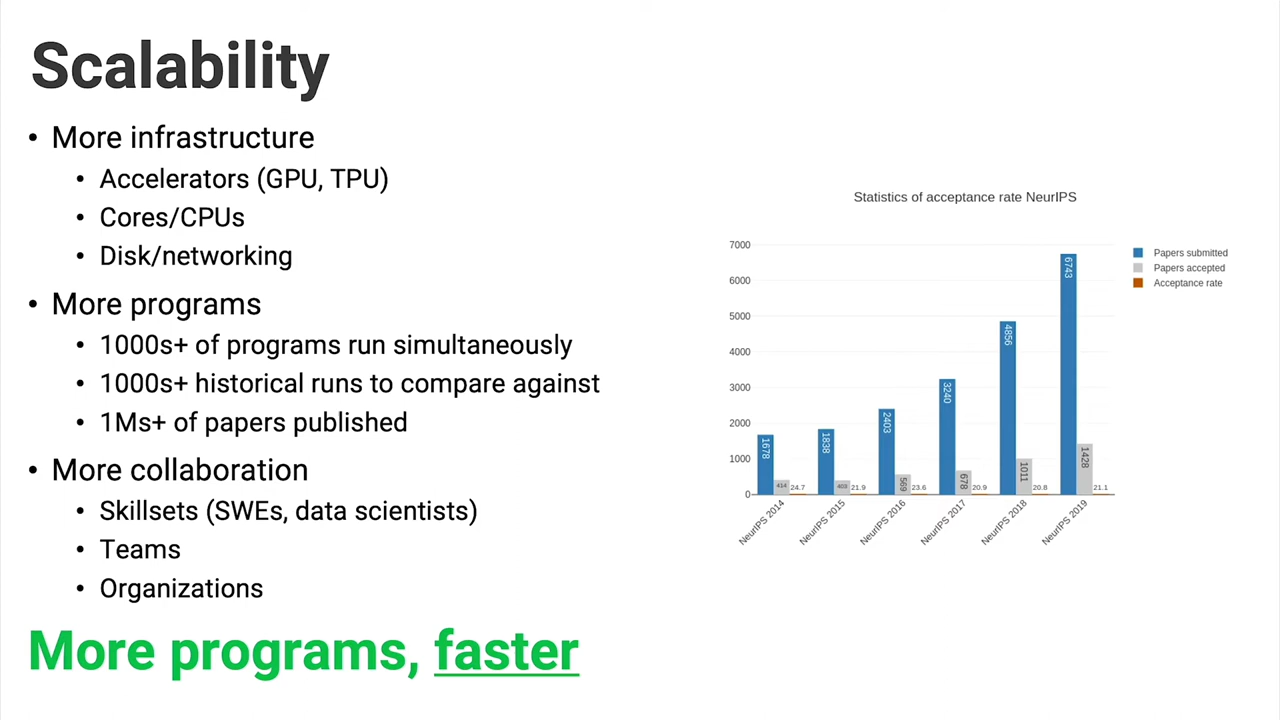 Scalability
• More infrastructure
• Accelerators (GPU, TPU)
• Cores/CPUs
• Disk/networking
• More programs
• 1000s+ of programs run simultaneously
• 1000s+ historical runs to compare against
• 1Ms+ of papers published
• More collaboration
• Skillsets (SWEs, data scientists)
• Teams
• Organizations
More programs, faster
Statistics of acceptance rate NeurIPS
7000
6000
5000
4000
3000
2000
1000
0
1678
414
24.7
1838
403
21.9
2403
569
23.6
3240
678
20.9
4856
1011
20.8
6743
1428
21.1
NeurIPS 2014
NeurIPS 2015
NeurIPS 2016
NeurIPS 2017
NeurIPS 2018
NeurIPS 2019
Papers submitted
Papers accepted
Acceptance rate